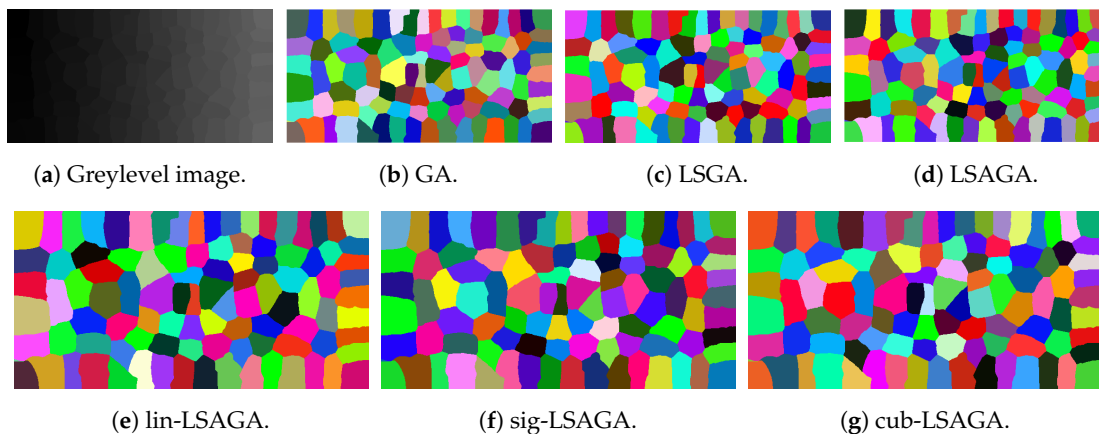 (a) Greylevel image.
(b) GA.
(c) LSGA.
(d) LSAGA.
(e) lin-LSAGA.
(f) sig-LSAGA.
(g) cub-LSAGA.